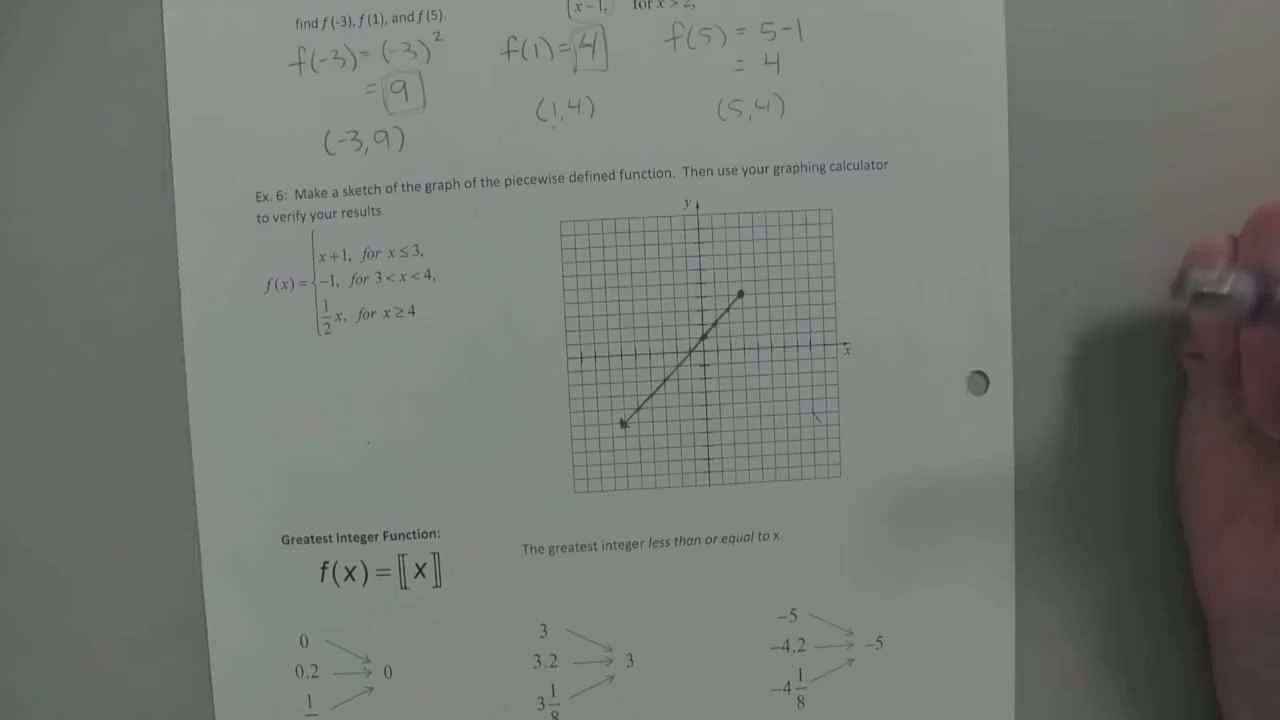 find f(-3), f(1), and f(5).
x-1, for x > 2,
f(-3) = (-3)²
= 9
(-3,9)
f(1) = 4
(1,4)
f(5) = 5-1
= 4
(5,4)
Ex. 6: Make a sketch of the graph of the piecewise defined function. Then use your graphing calculator
to verify your results
f(x) = { x+1, for x ≤ 3,
-1, for 3 < x < 4,
1/2 x, for x ≥ 4
y
x
Greatest Integer Function:
The greatest integer less than or equal to x.
f(x) = ⟦x⟧
0
0.2 → 0
1
3
3.2 → 3
3 1/8
-5
-4.2 → -5
-4 1/8